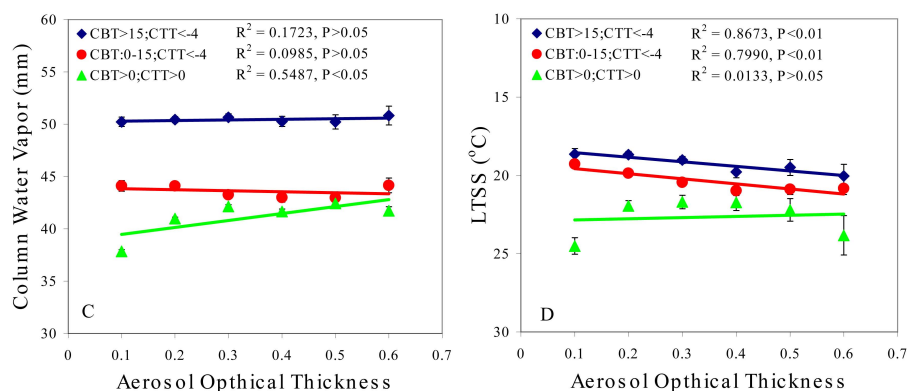 CBT>15;CTT<-4 R² = 0.1723, P>0.05
CBT:0-15;CTT<-4 R² = 0.0985, P>0.05
CBT>0;CTT>0 R² = 0.5487, P<0.05
Column Water Vapor (mm)
60
55
50
45
40
35
30
C
0 0.1 0.2 0.3 0.4 0.5 0.6 0.7
Aerosol Opthical Thickness
CBT>15;CTT<-4 R² = 0.8673, P<0.01
CBT:0-15;CTT<-4 R² = 0.7990, P<0.01
CBT>0;CTT>0 R² = 0.0133, P>0.05
LTSS (°C)
10
15
20
25
30
D
0 0.1 0.2 0.3 0.4 0.5 0.6 0.7
Aerosol Opthical Thickness